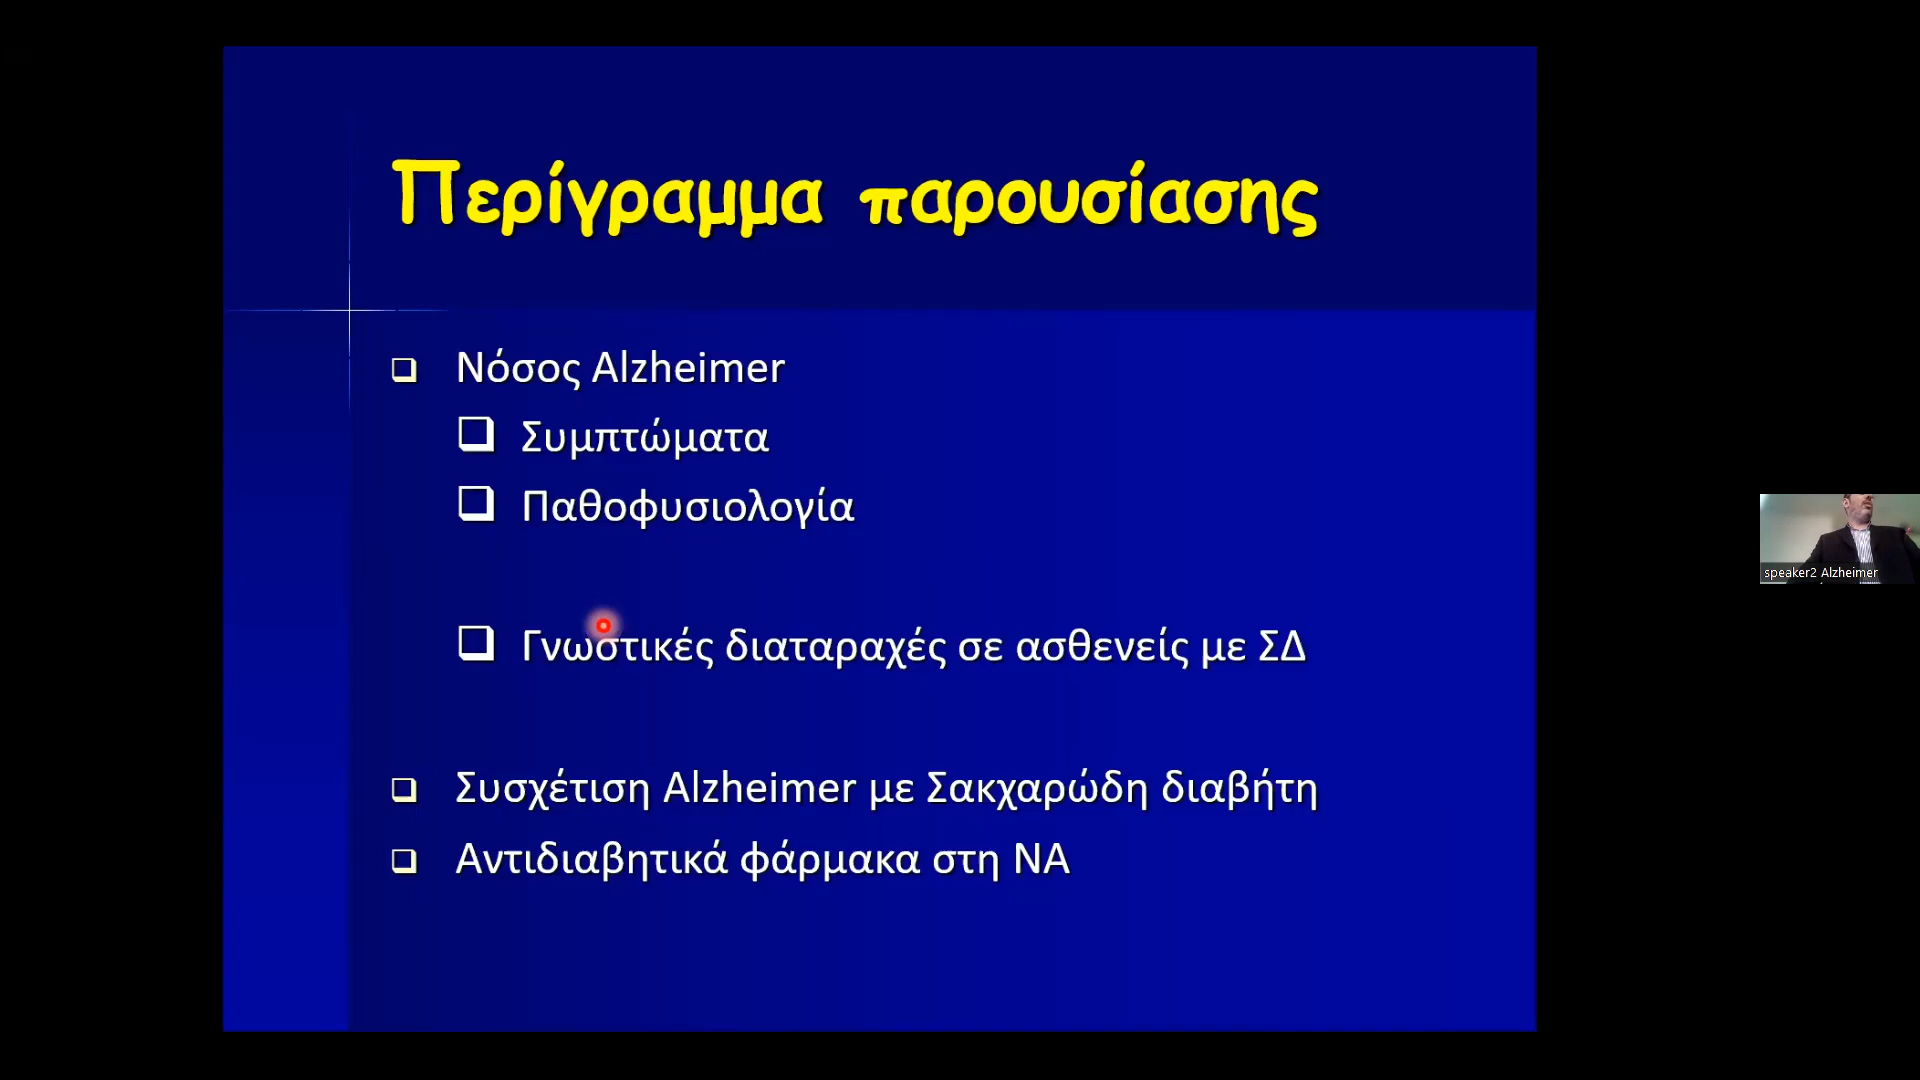 Περίγραμμα παρουσίασης
Νόσος Alzheimer
Συμπτώματα
Παθοφυσιολογία
Γνωστικές διαταραχές σε ασθενείς με ΣΔ
Συσχέτιση Alzheimer με Σακχαρώδη διαβήτη
Αντιδιαβητικά φάρμακα στη ΝΑ
speaker2 Alzheimer